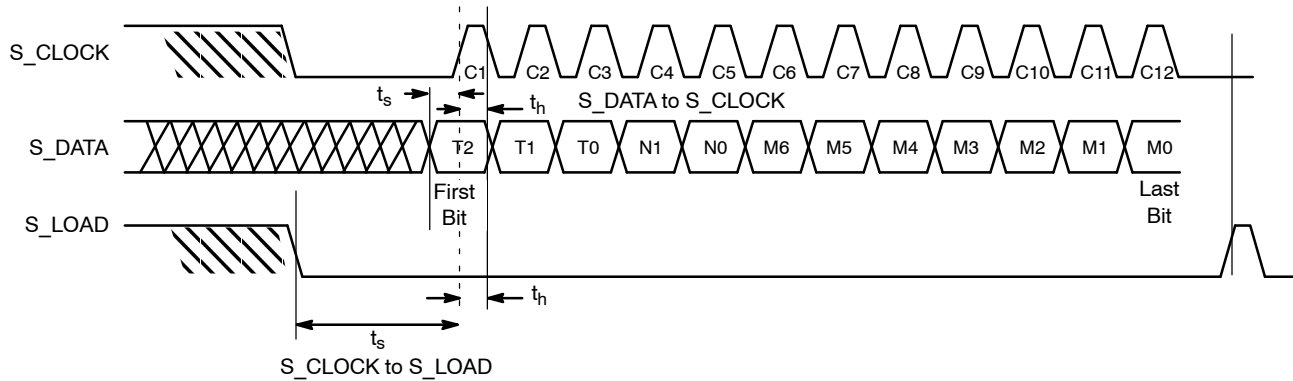 S_CLOCK
C1 C2 C3 C4 C5 C6 C7 C8 C9 C10 C11 C12
ts
th
S_DATA to S_CLOCK
S_DATA
T2 T1 T0 N1 N0 M6 M5 M4 M3 M2 M1 M0
First
Bit
Last
Bit
S_LOAD
th
ts
S_CLOCK to S_LOAD